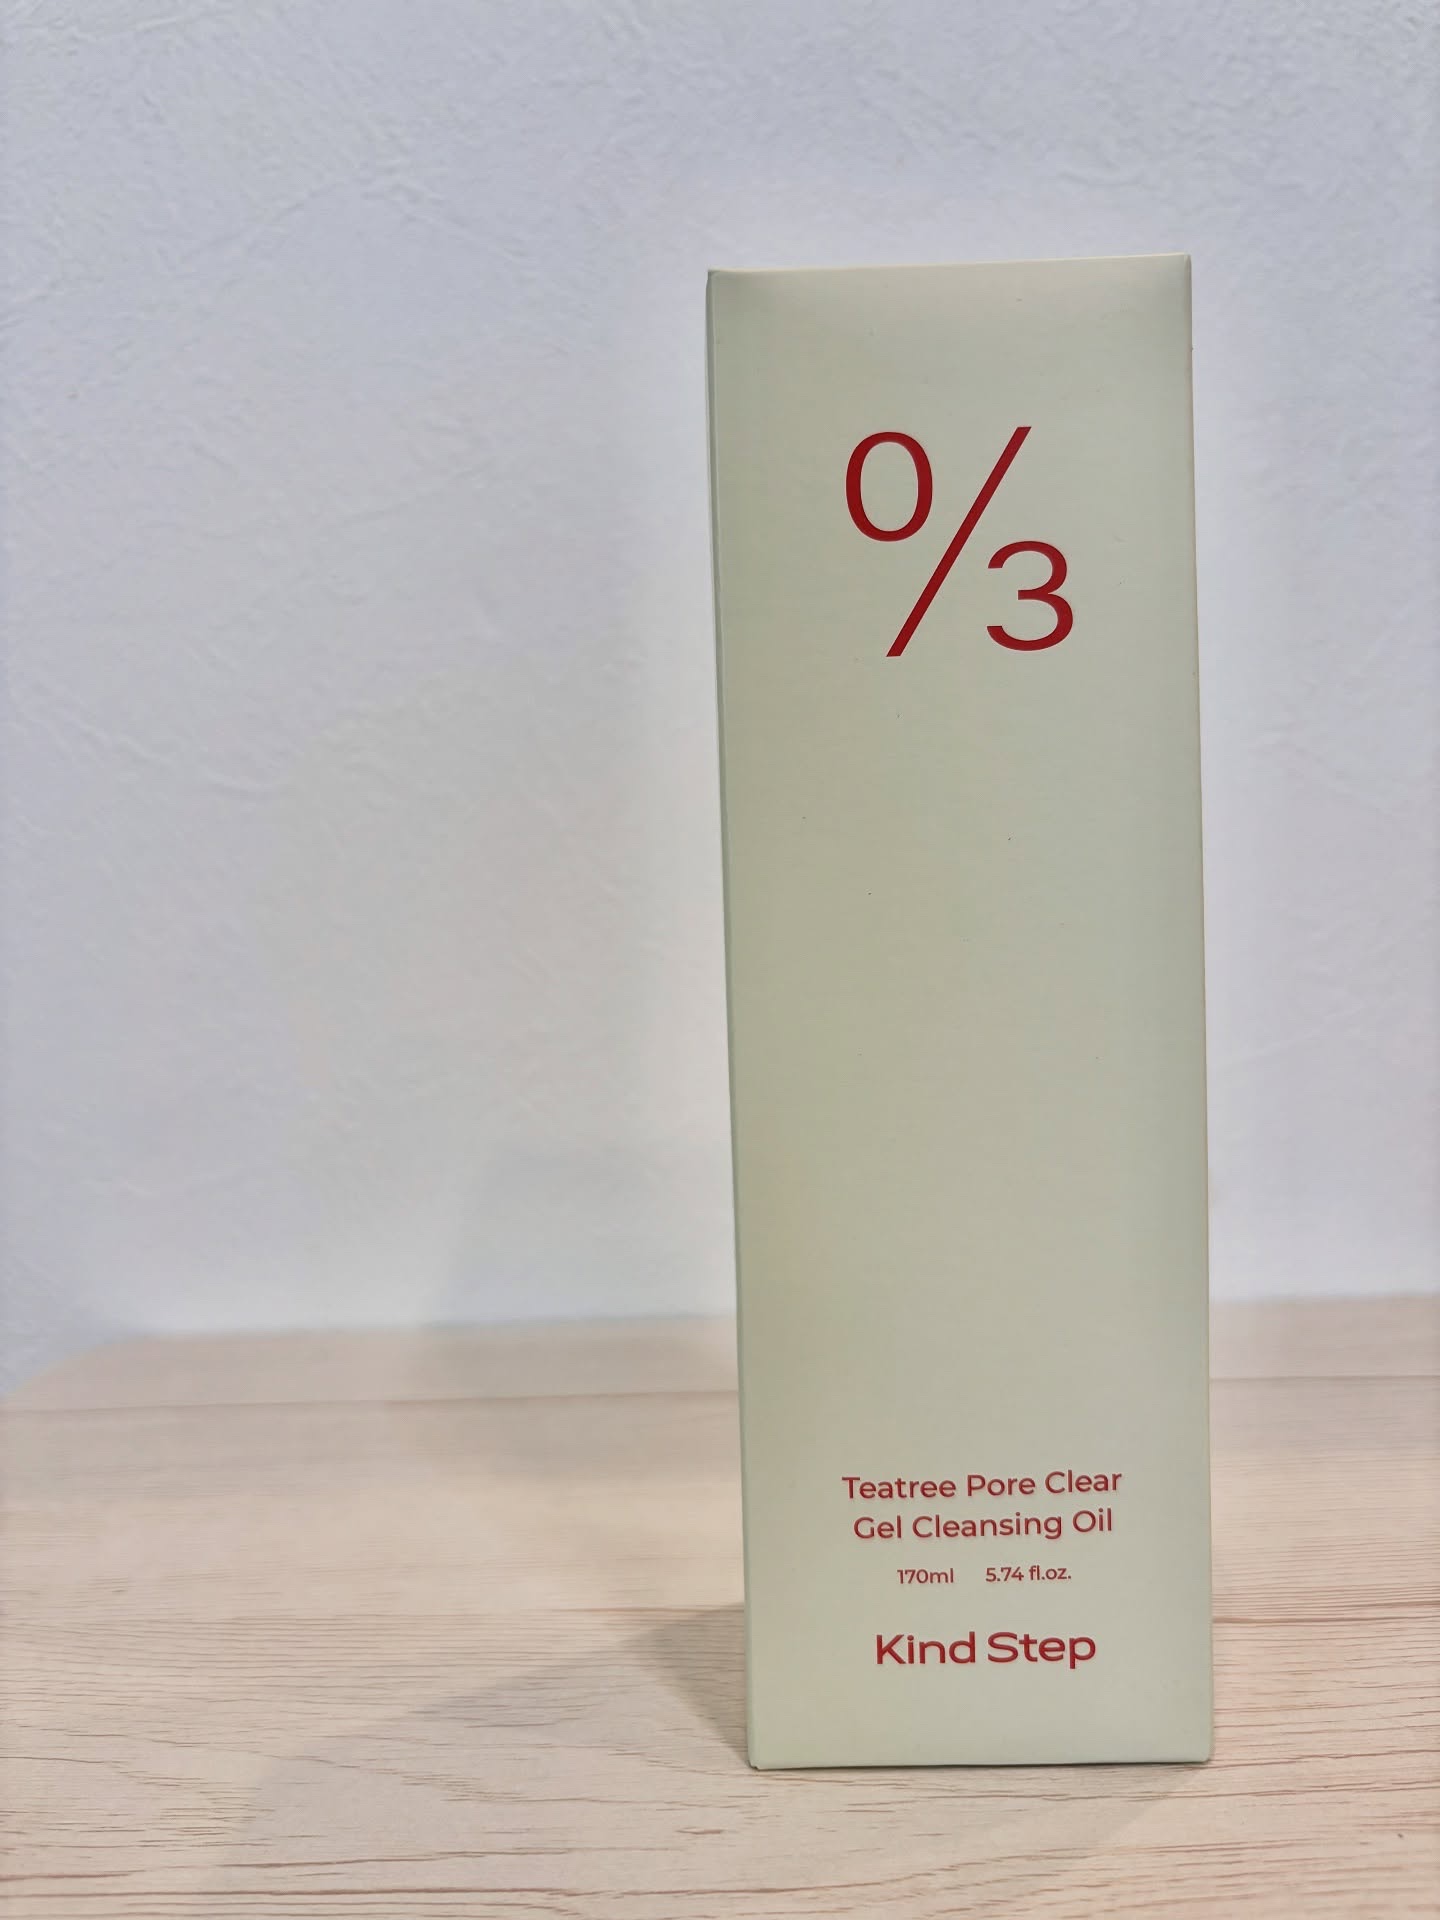 0/3
Teatree Pore Clear
Gel Cleansing Oil
170ml 5.74 fl.oz.
Kind Step